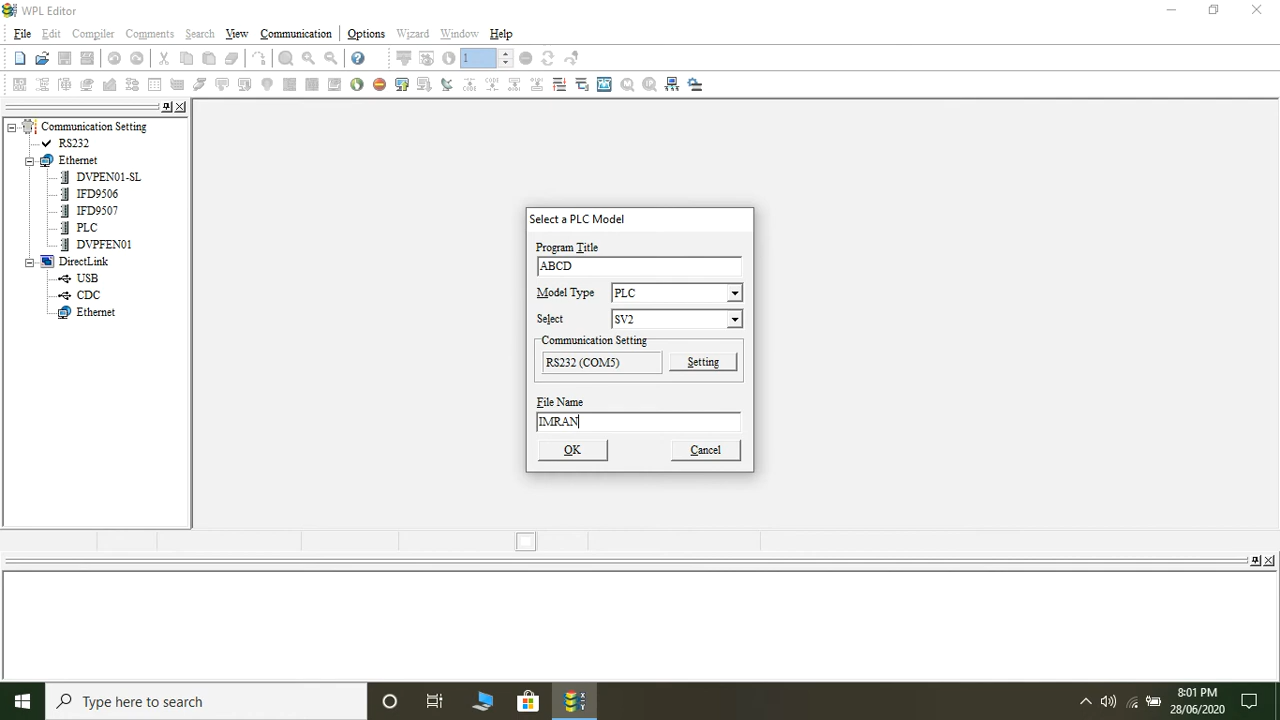 WPL Editor
File Edit Compiler Comments Search View Communication Options Wizard Window Help
1
Communication Setting
RS232
Ethernet
DVPEN01-SL
IFD9506
IFD9507
PLC
DVPFEN01
DirectLink
USB
CDC
Ethernet
Select a PLC Model
Program Title
ABCD
Model Type PLC
Select SV2
Communication Setting
RS232 (COM5) Setting
File Name
IMRAN
OK Cancel
Type here to search
8:01 PM
28/06/2020